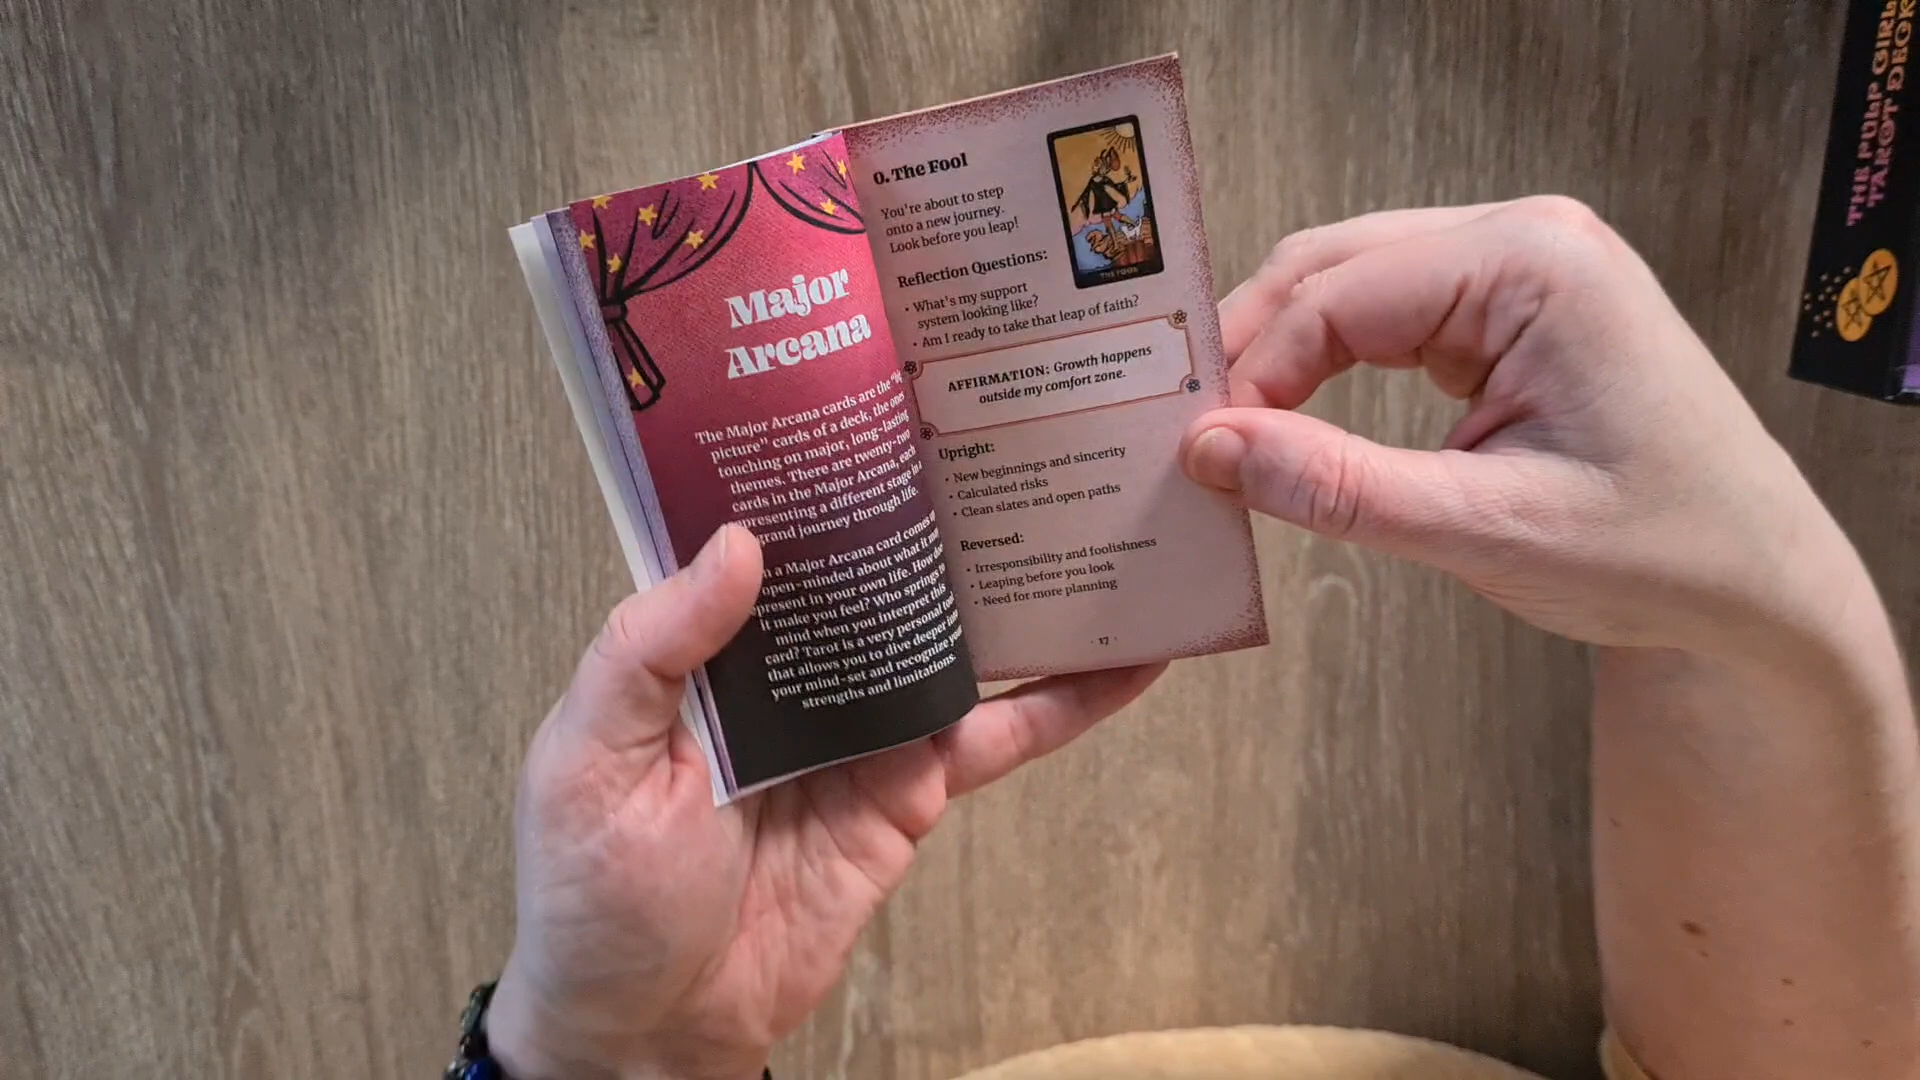 Major
Arcana
The Major Arcana cards are the
picture" cards of a deck, the ones
touching on major, long-lasting
themes. There are twenty-two
cards in the Major Arcana, each
presenting a different stage in a
grand journey through life.
a Major Arcana card comes
open-minded about what it
present in your own life. How
it make you feel? Who springs to
mind when you interpret this
card? Tarot is a very personal tool
that allows you to dive deeper into
your mind-set and recognize your
strengths and limitations.
0. The Fool
You're about to step
onto a new journey.
Look before you leap!
Reflection Questions:
• What's my support
system looking like?
• Am I ready to take that leap of faith?
AFFIRMATION: Growth happens
outside my comfort zone.
Upright:
• New beginnings and sincerity
• Calculated risks
• Clean slates and open paths
Reversed:
• Irresponsibility and foolishness
• Leaping before you look
• Need for more planning
· 17 ·
THE FOOL
THE PULP GIRL
TAROT DECK